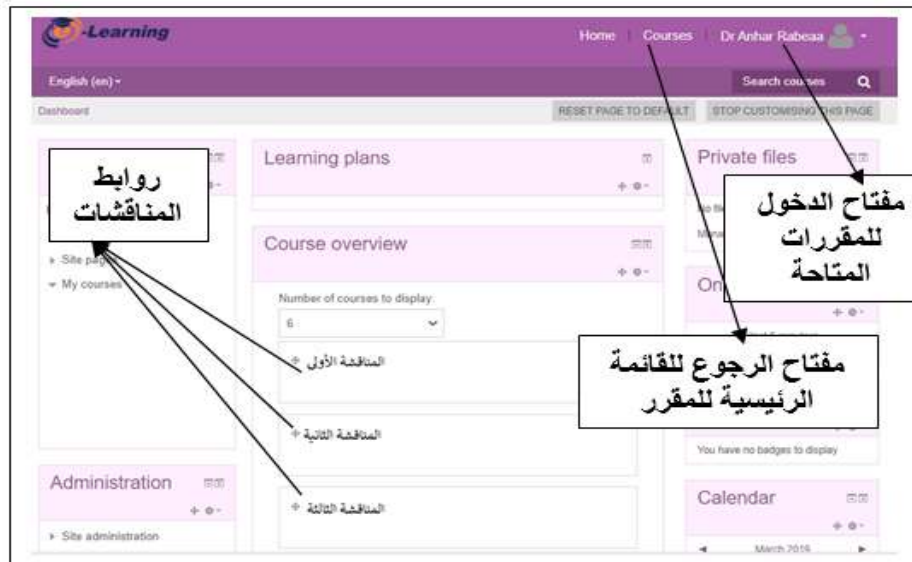 -Learning
Home Courses Dr Anhar Rabeaa
English (en)
Search courses
Dashboard
RESET PAGE TO DEFAULT STOP CUSTOMISING THIS PAGE
روابط
المناقشات
Site pages
My courses
Learning plans
Private files
مفتاح الدخول
للمقررات
المتاحة
Course overview
Number of courses to display
6
المناقشة الأولى
المناقشة الثانية
المناقشة الثالثة
مفتاح الرجوع للقائمة
الرئيسية للمقرر
You have no badges to display
Administration
Site administration
Calendar
March 2016